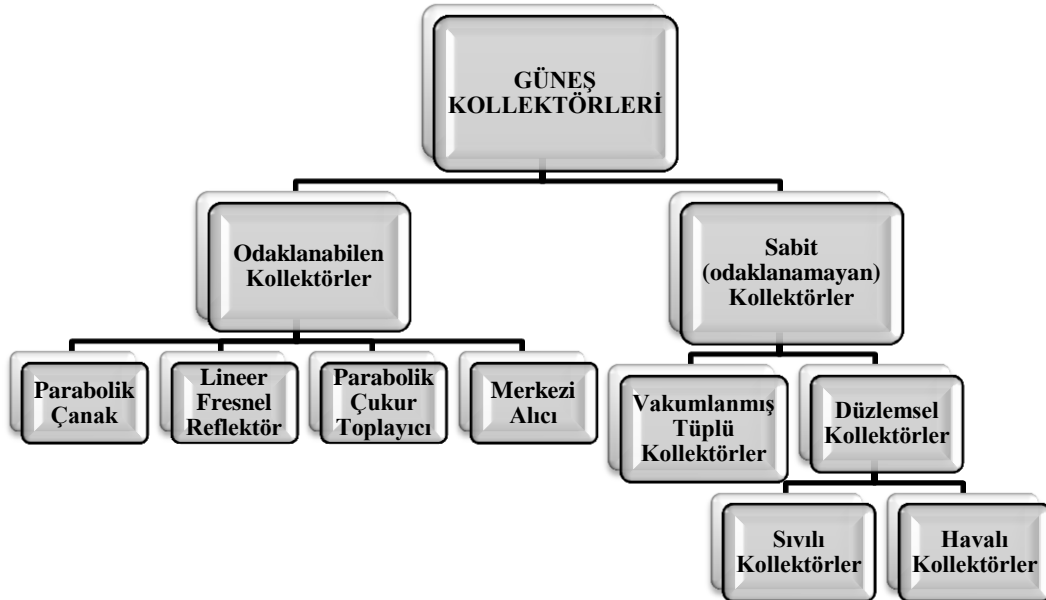 GÜNEŞ
KOLLEKTÖRLERİ
Odaklanabilen
Kollektörler
Sabit
(odaklanamayan)
Kollektörler
Parabolik
Çanak
Lineer
Fresnel
Reflektör
Parabolik
Çukur
Toplayıcı
Merkezi
Alıcı
Vakumlanmış
Tüplü
Kollektörler
Düzlemsel
Kollektörler
Sıvılı
Kollektörler
Havalı
Kollektörler